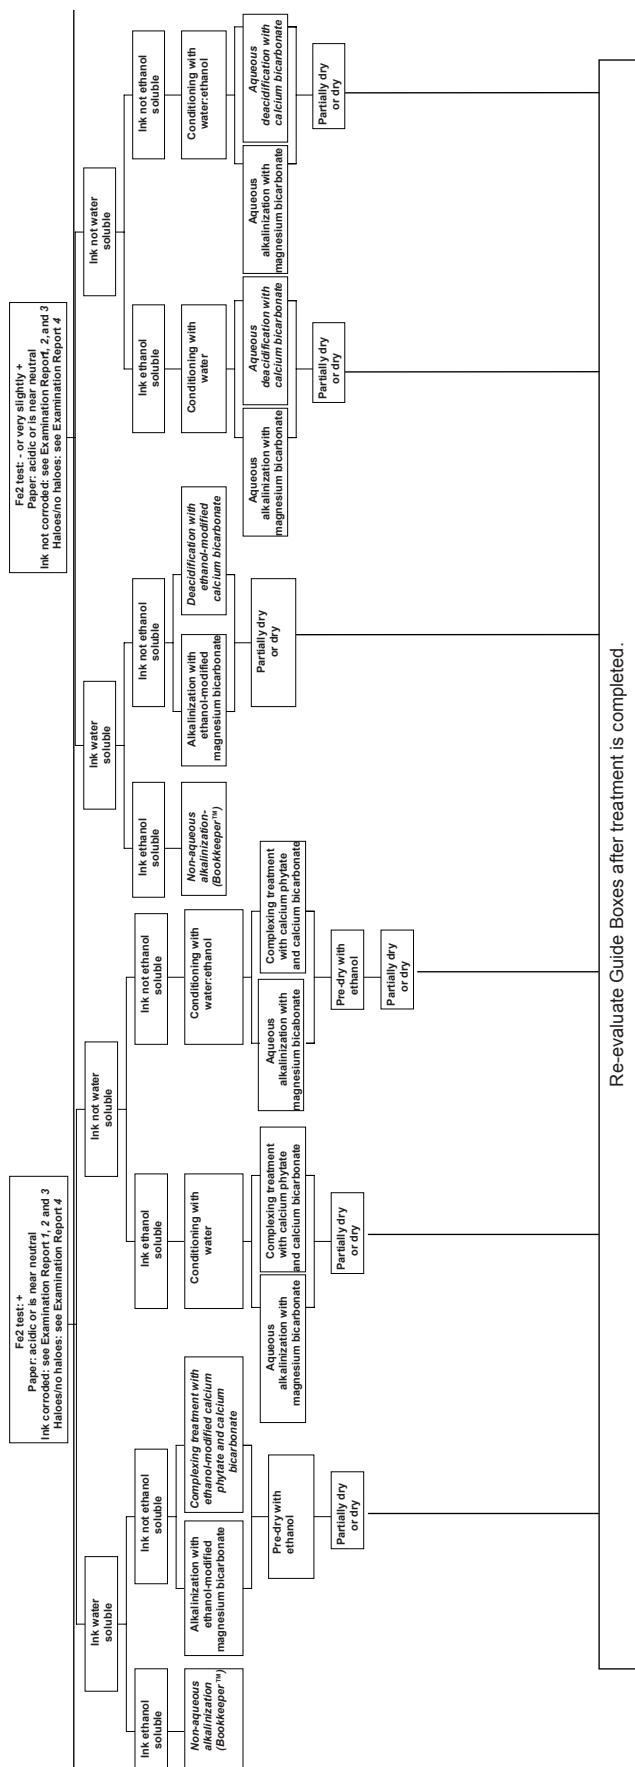 Fe2 test: +
Paper: acidic or is near neutral
Ink corroded: see Examination Report 1, 2 and 3
Haloes/no haloes: see Examination Report 4
Ink water
soluble
Ink ethanol
soluble
Non-aqueous
alkalinization
(Bookkeeper™)
Ink not ethanol
soluble
Alkalinization with
ethanol-modified
magnesium bicarbonate
Complexing treatment with
ethanol-modified calcium
phytate and calcium
bicarbonate
Pre-dry with
ethanol
Partially dry
or dry
Ink not water
soluble
Ink ethanol
soluble
Conditioning with
water
Aqueous
alkalinization with
magnesium bicarbonate
Complexing treatment
with calcium phytate
and calcium bicarbonate
Partially dry
or dry
Ink not ethanol
soluble
Conditioning with
water:ethanol
Aqueous
alkalinization with
magnesium bicabonate
Complexing treatment
with calcium phytate
and calcium bicarbonate
Pre-dry with
ethanol
Partially dry
or dry
Fe2 test: - or very slightly +
Paper: acidic or is near neutral
Ink not corroded: see Examination Report1, 2, and 3
Haloes/no haloes: see Examination Report 4
Ink water
soluble
Ink ethanol
soluble
Non-aqueous
alkalinization-
(Bookkeeper™)
Ink not ethanol
soluble
Alkalinization with
ethanol-modified
magnesium bicarbonate
Deacidification with
ethanol-modified
calcium bicarbonate
Partially dry
or dry
Ink not water
soluble
Ink ethanol
soluble
Conditioning with
water
Aqueous
alkalinization with
magnesium bicarbonate
Aqueous
deacidification with
calcium bicarbonate
Partially dry
or dry
Ink not ethanol
soluble
Conditioning with
water:ethanol
Aqueous
alkalinization with
magnesium bicarbonate
Aqueous
deacidification with
calcium bicarbonate
Partially dry
or dry
Re-evaluate Guide Boxes after treatment is completed.